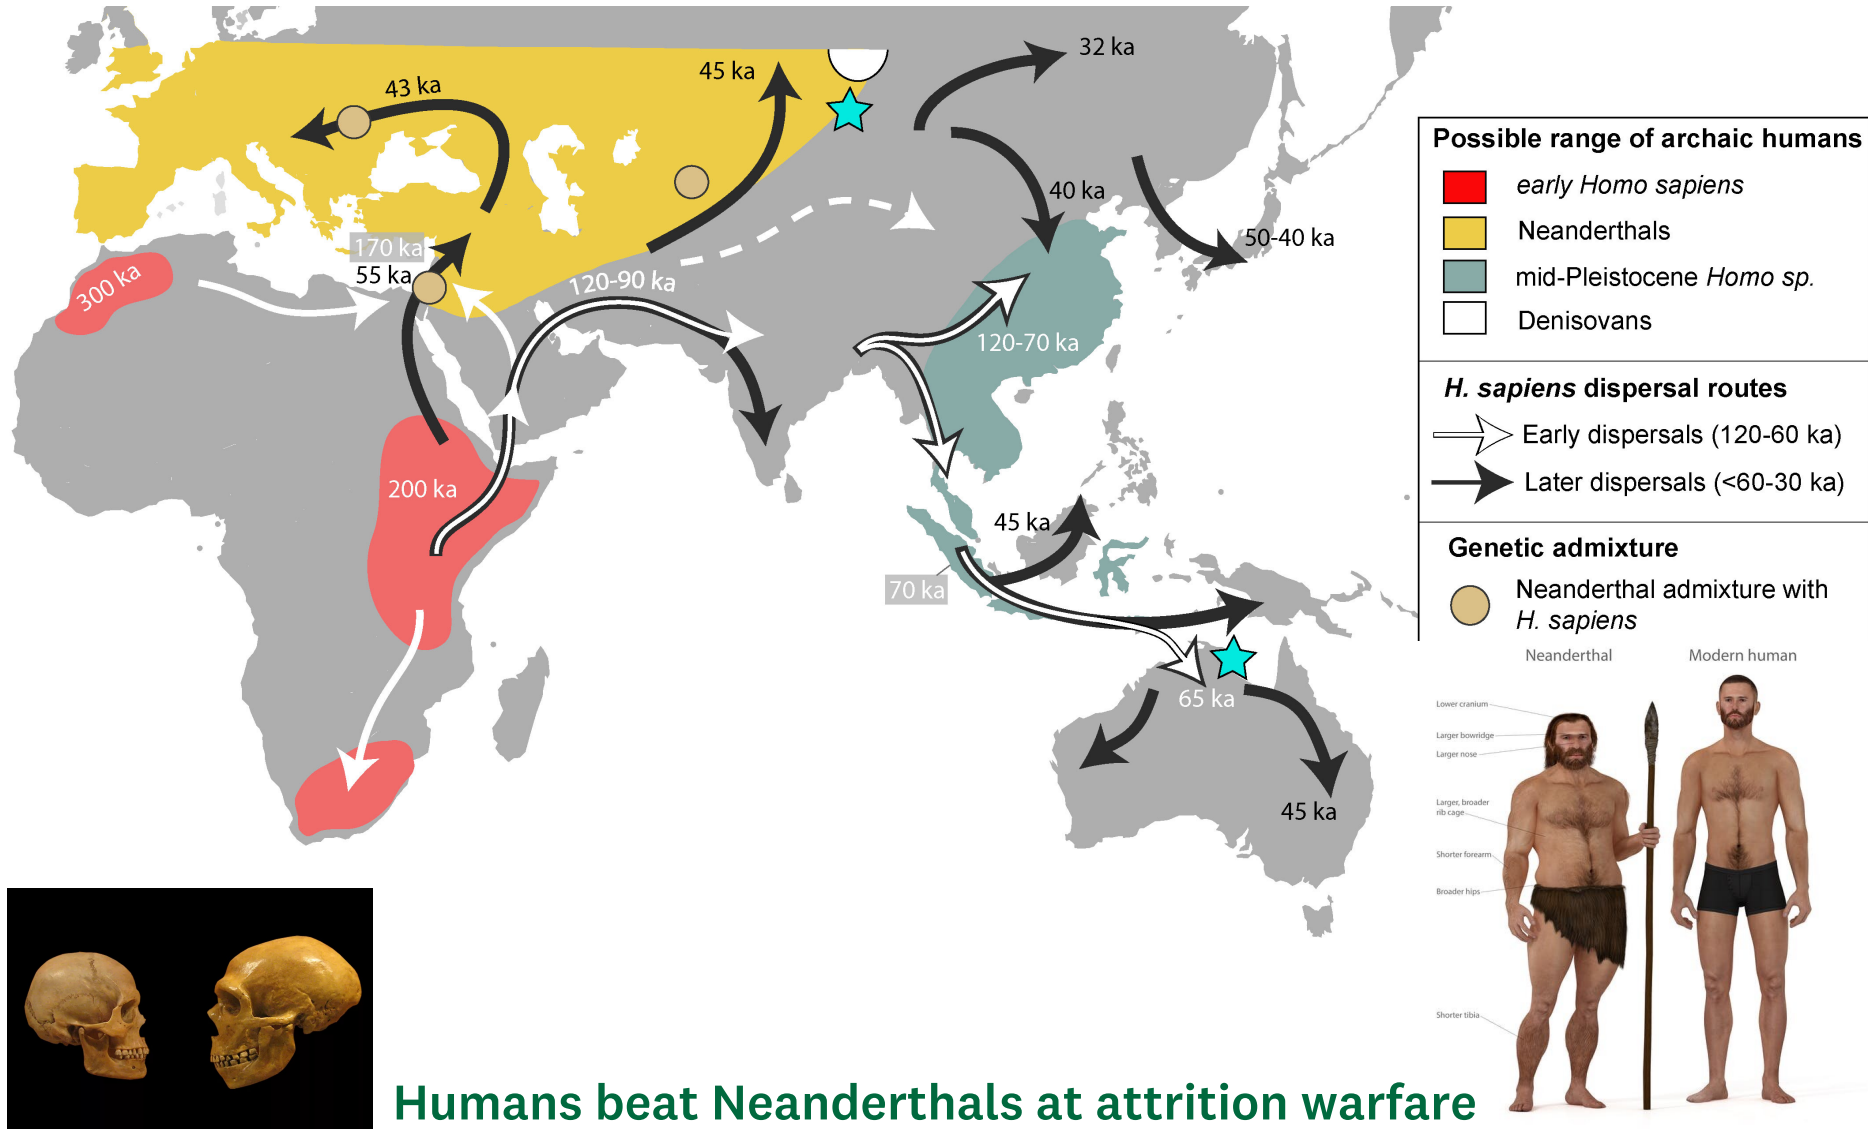 32 ka
45 ka
43 ka
40 ka
50-40 ka
170 ka
55 ka
300 ka
120-90 ka
120-70 ka
200 ka
45 ka
70 ka
65 ka
45 ka
Possible range of archaic humans
early Homo sapiens
Neanderthals
mid-Pleistocene Homo sp.
Denisovans
H. sapiens dispersal routes
Early dispersals (120-60 ka)
Later dispersals (<60-30 ka)
Genetic admixture
Neanderthal admixture with
H. sapiens
Neanderthal
Modern human
Lower cranium
Larger bowridge
Larger nose
Larger, broader
rib cage
Shorter forearm
Broader hips
Shorter tibia
Humans beat Neanderthals at attrition warfare